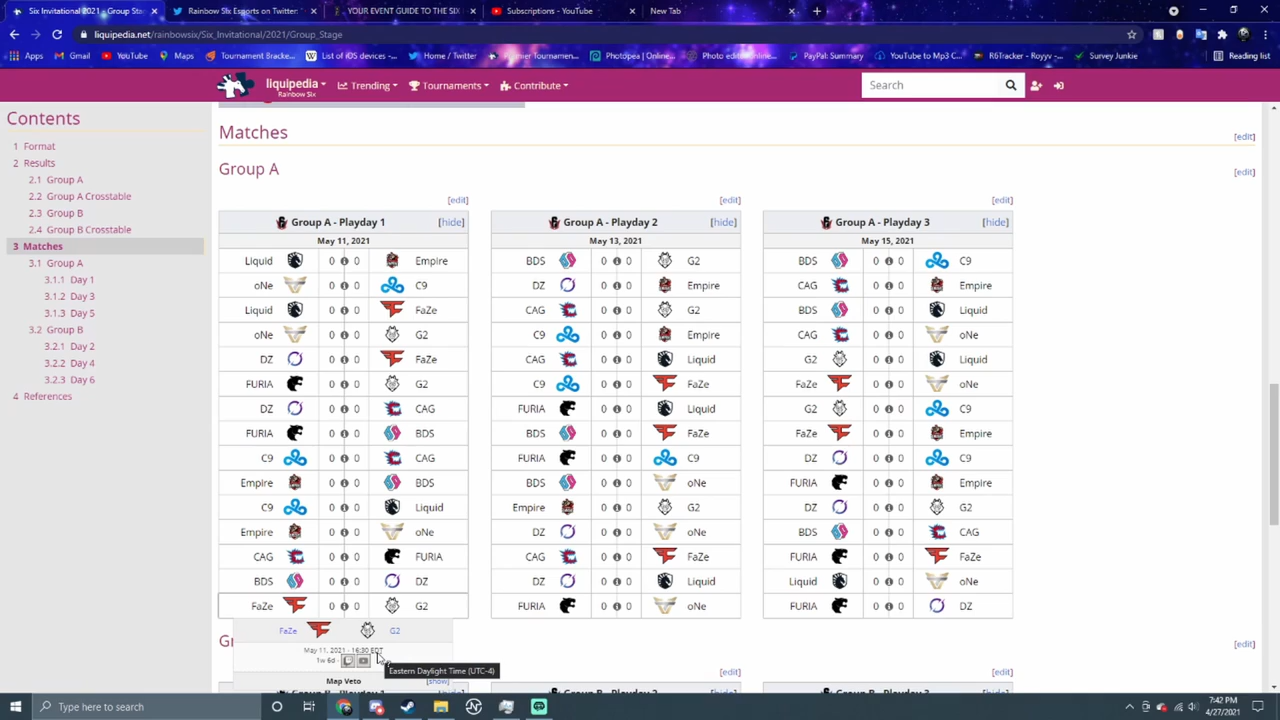 Six Invitational 2021 - Group Sta
Rainbow Six Esports on Twitter:
YOUR EVENT GUIDE TO THE SIX
Subscriptions - YouTube
New Tab
liquipedia.net/rainbowsix/Six_Invitational/2021/Group_Stage
Apps Gmail YouTube Maps Tournament Bracke... List of iOS devices -... Home / Twitter Premier Tournamen... Photopea | Online... Photo editor online... PayPal: Summary YouTube to Mp3 C... R6Tracker - Royyv -... Survey Junkie Reading list
liquipedia Rainbow Six Trending Tournaments Contribute Search
Contents
1 Format
2 Results
2.1 Group A
2.2 Group A Crosstable
2.3 Group B
2.4 Group B Crosstable
3 Matches
3.1 Group A
3.1.1 Day 1
3.1.2 Day 3
3.1.3 Day 5
3.2 Group B
3.2.1 Day 2
3.2.2 Day 4
3.2.3 Day 6
4 References
Matches [edit]
Group A [edit]
[edit]
Group A - Playday 1 [hide]
May 11, 2021
Liquid 0 0 Empire
oNe 0 0 C9
Liquid 0 0 FaZe
oNe 0 0 G2
DZ 0 0 FaZe
FURIA 0 0 G2
DZ 0 0 CAG
FURIA 0 0 BDS
C9 0 0 CAG
Empire 0 0 BDS
C9 0 0 Liquid
Empire 0 0 oNe
CAG 0 0 FURIA
BDS 0 0 DZ
FaZe 0 0 G2
FaZe G2
May 11, 2021 - 16:30 EDT
1w 6d
Eastern Daylight Time (UTC-4)
Map Veto [show]
[edit]
Group A - Playday 2 [hide]
May 13, 2021
BDS 0 0 G2
DZ 0 0 Empire
CAG 0 0 G2
C9 0 0 Empire
CAG 0 0 Liquid
C9 0 0 FaZe
FURIA 0 0 Liquid
BDS 0 0 FaZe
FURIA 0 0 C9
BDS 0 0 oNe
Empire 0 0 G2
DZ 0 0 oNe
CAG 0 0 FaZe
DZ 0 0 Liquid
FURIA 0 0 oNe
[edit]
Group A - Playday 3 [hide]
May 15, 2021
BDS 0 0 C9
CAG 0 0 Empire
BDS 0 0 Liquid
CAG 0 0 oNe
G2 0 0 Liquid
FaZe 0 0 oNe
G2 0 0 C9
FaZe 0 0 Empire
DZ 0 0 C9
FURIA 0 0 Empire
DZ 0 0 G2
BDS 0 0 CAG
FURIA 0 0 FaZe
Liquid 0 0 oNe
FURIA 0 0 DZ
[edit]
[edit] [edit]
Type here to search
7:42 PM
4/27/2021